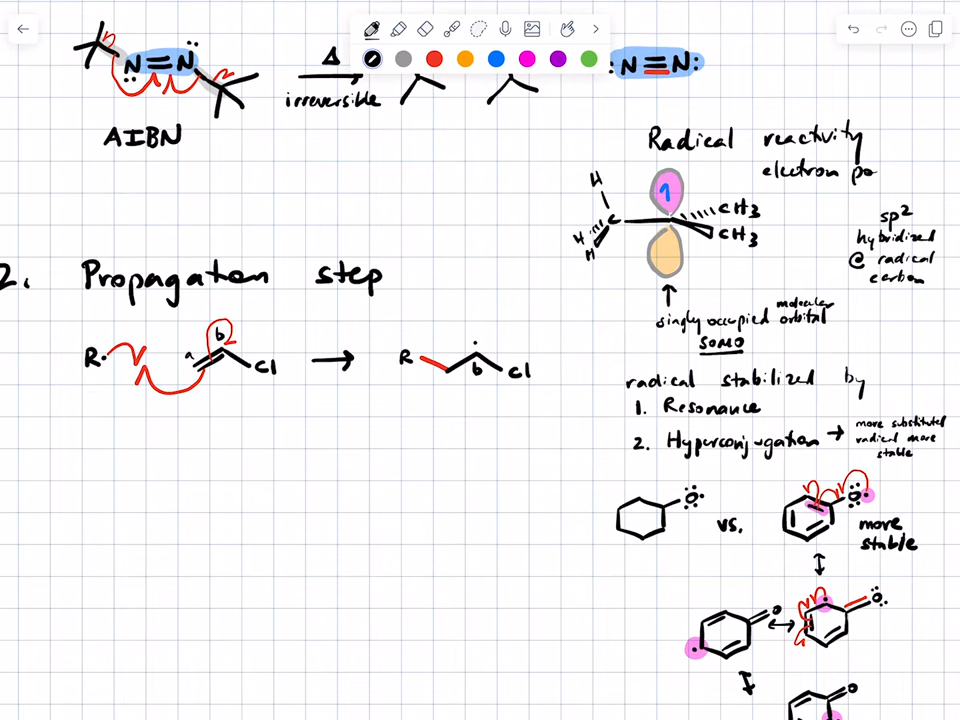 N=N
N≡N:
Δ
irreversible
AIBN
Radical reactivity
electron po
H
H
H
C
CH3
CH3
1
sp2
hybridized
@ radical
carbon
singly occupied molecular orbital
SOMO
2. Propagation step
R·
a
b
Cl
R
b
Cl
radical stabilized by
1. Resonance
2. Hyperconjugation → more substituted
radical more
stable
O
vs.
O
more
stable
O
O
O